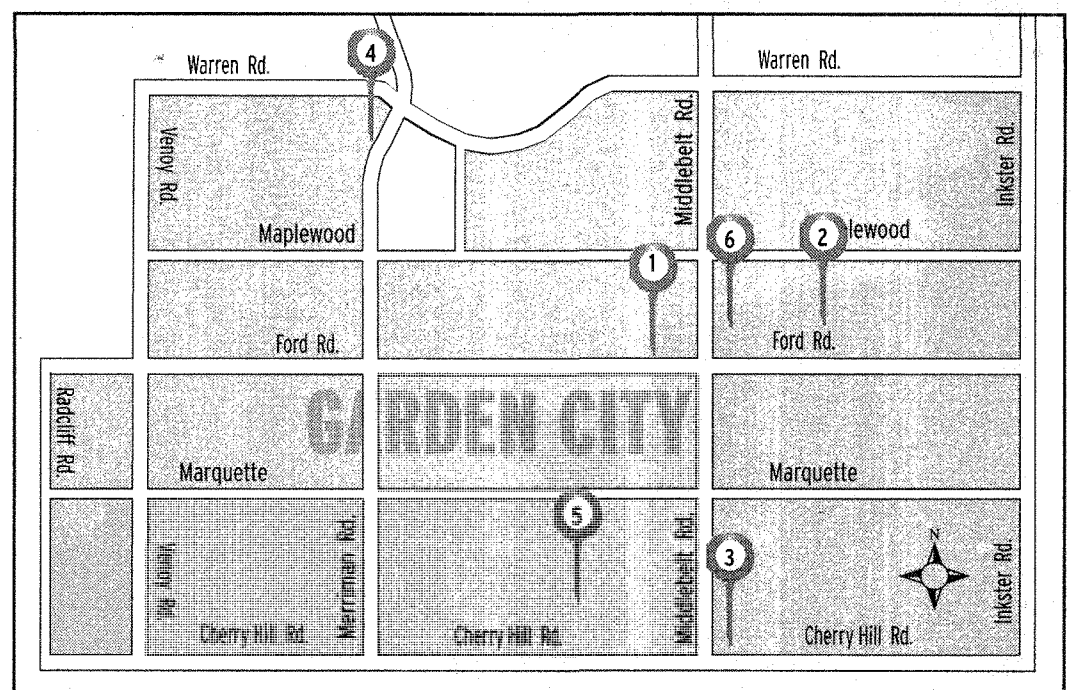 4
Warren Rd.
Warren Rd.
Venoy Rd.
Middlebelt Rd.
Inkster Rd.
Maplewood
6
2
lewood
1
Ford Rd.
Ford Rd.
Radcliff Rd.
GARDEN CITY
Marquette
Marquette
5
N
3
Venoy Rd.
Merriman Rd.
Middlebelt Rd.
Inkster Rd.
Cherry Hill Rd.
Cherry Hill Rd.
Cherry Hill Rd.